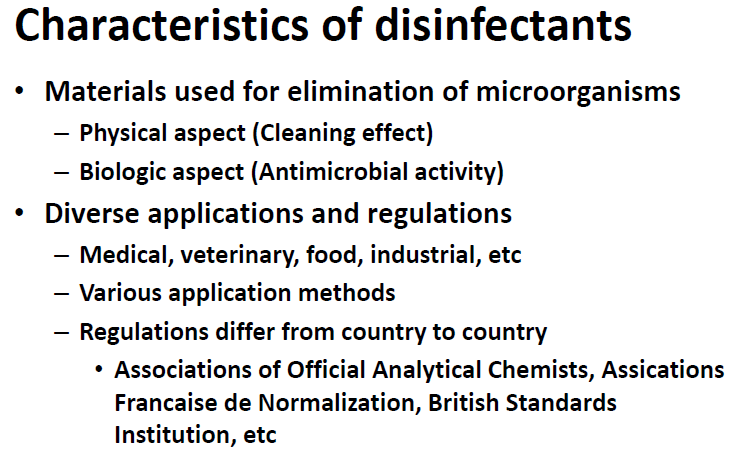 Characteristics of disinfectants
• Materials used for elimination of microorganisms
– Physical aspect (Cleaning effect)
– Biologic aspect (Antimicrobial activity)
• Diverse applications and regulations
– Medical, veterinary, food, industrial, etc
– Various application methods
– Regulations differ from country to country
• Associations of Official Analytical Chemists, Assications
Francaise de Normalization, British Standards
Institution, etc